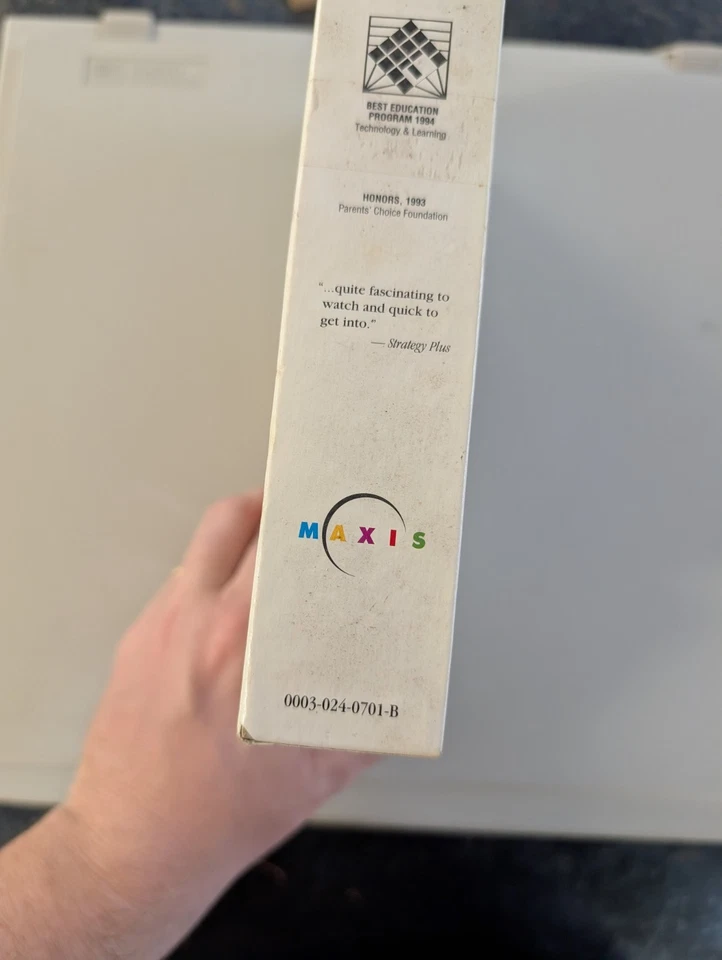 BEST EDUCATION
PROGRAM 1994
Technology & Learning
HONORS, 1993
Parents' Choice Foundation
"...quite fascinating to
watch and quick to
get into."
— Strategy Plus
MAXIS
0003-024-0701-B